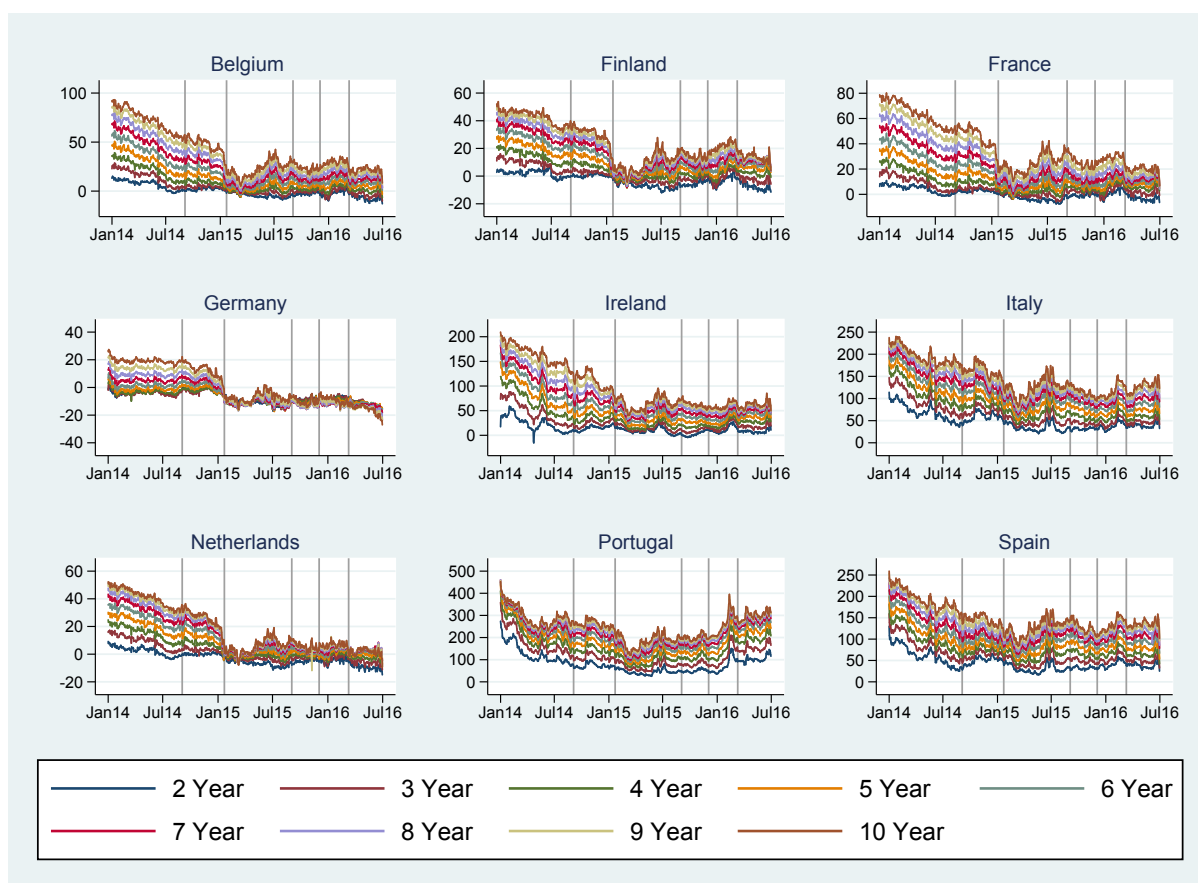 Belgium Finland France
100 60 80
50 40 60
0 20 40
0 20
-20 0
Jan14 Jul14 Jan15 Jul15 Jan16 Jul16 Jan14 Jul14 Jan15 Jul15 Jan16 Jul16 Jan14 Jul14 Jan15 Jul15 Jan16 Jul16
Germany Ireland Italy
40 200 250
20 150 200
0 100 150
-20 50 100
-40 0 50
0
Jan14 Jul14 Jan15 Jul15 Jan16 Jul16 Jan14 Jul14 Jan15 Jul15 Jan16 Jul16 Jan14 Jul14 Jan15 Jul15 Jan16 Jul16
Netherlands Portugal Spain
60 500 250
40 400 200
20 300 150
0 200 100
-20 100 50
0 0
Jan14 Jul14 Jan15 Jul15 Jan16 Jul16 Jan14 Jul14 Jan15 Jul15 Jan16 Jul16 Jan14 Jul14 Jan15 Jul15 Jan16 Jul16
2 Year 3 Year 4 Year 5 Year 6 Year
7 Year 8 Year 9 Year 10 Year